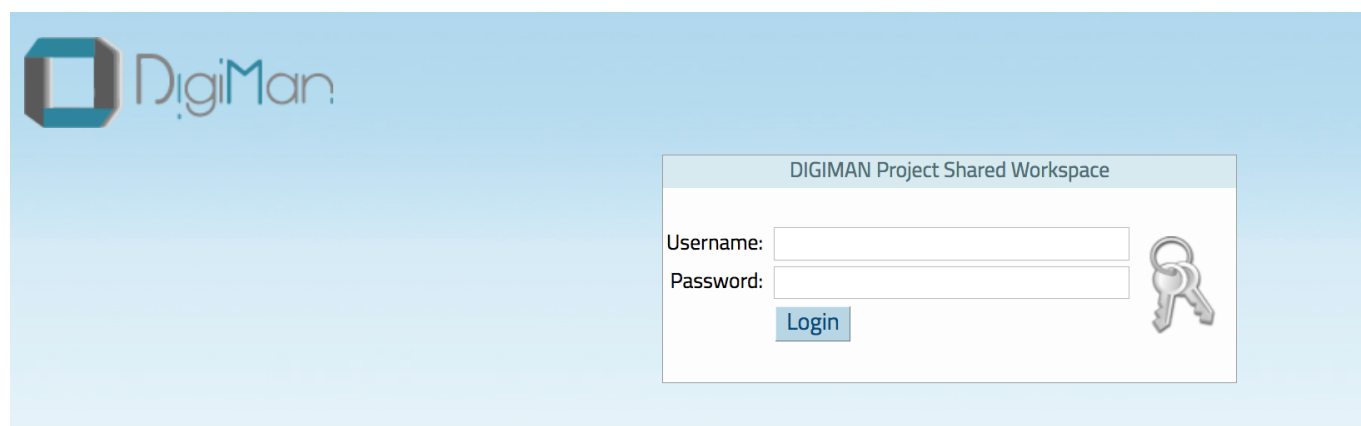 DigiMan
DIGIMAN Project Shared Workspace
Username:
Password:
Login